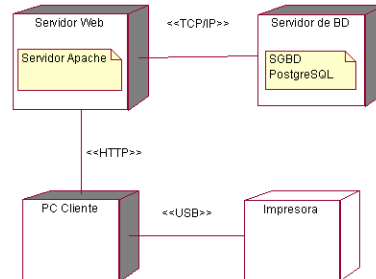 Servidor Web
<<TCP/IP>>
Servidor de BD
Servidor Apache
SGBD
PostgreSQL
<<HTTP>>
PC Cliente
<<USB>>
Impresora